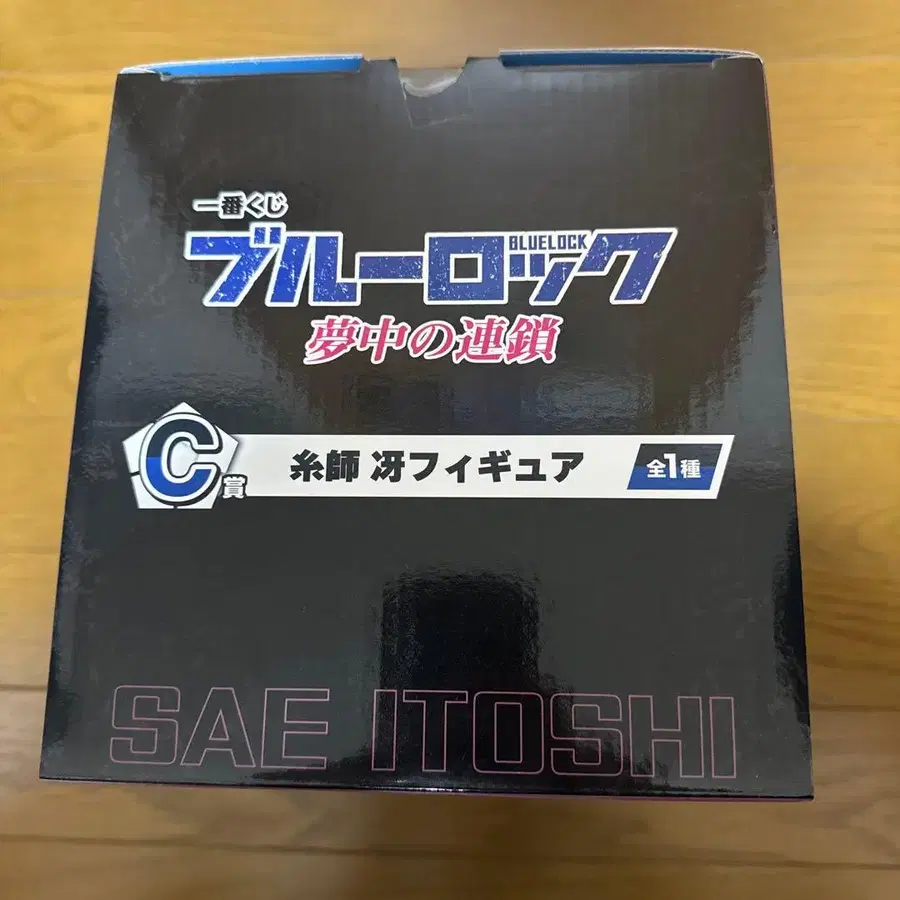 一番くじ
ブルーロック
BLUELOCK
夢中の連鎖
C賞
糸師 冴フィギュア
全1種
SAE ITOSHI